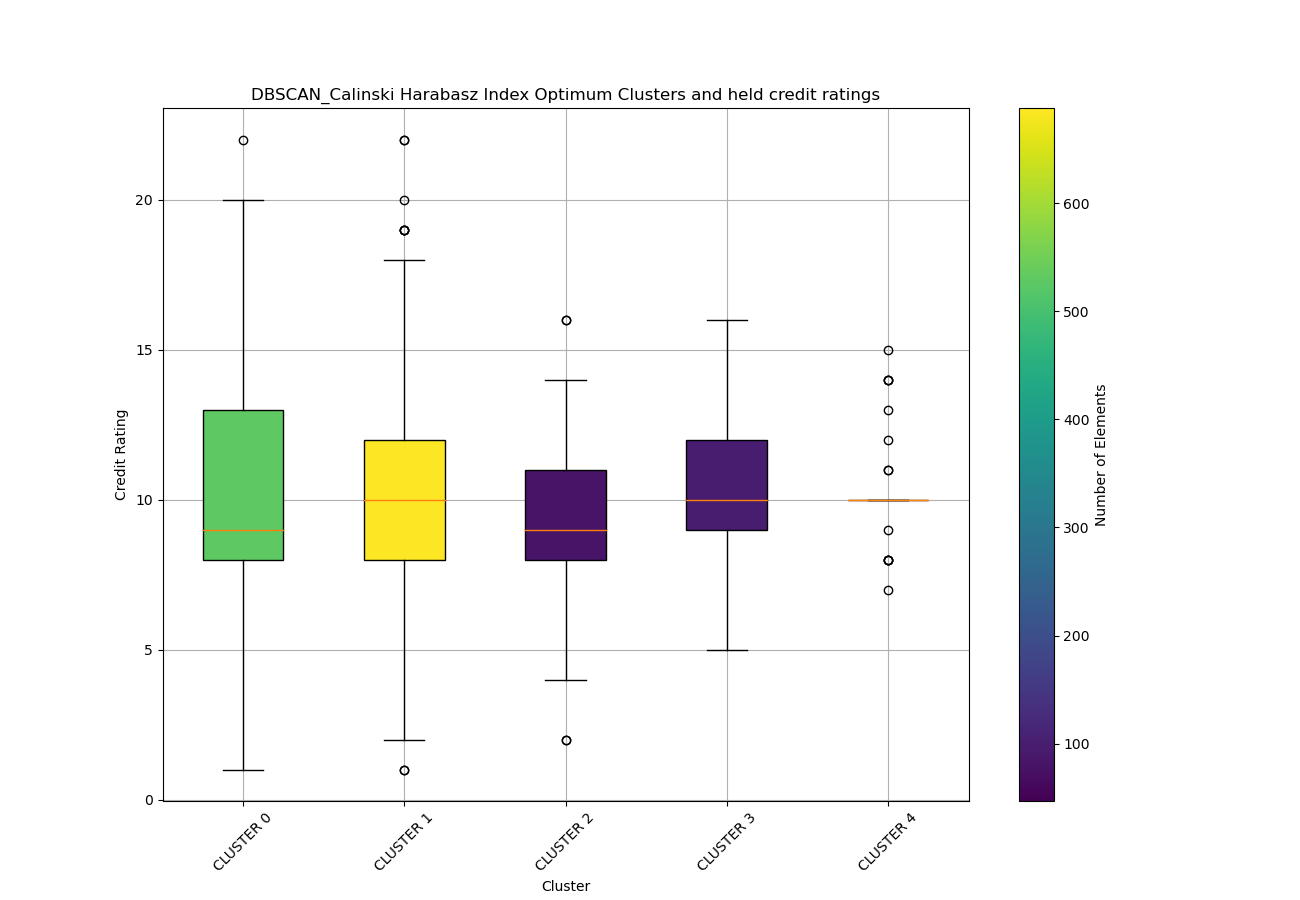 DBSCAN_Calinski Harabasz Index Optimum Clusters and held credit ratings
Credit Rating
20
15
10
5
0
CLUSTER 0
CLUSTER 1
CLUSTER 2
CLUSTER 3
CLUSTER 4
Cluster
600
500
400
300
200
100
Number of Elements